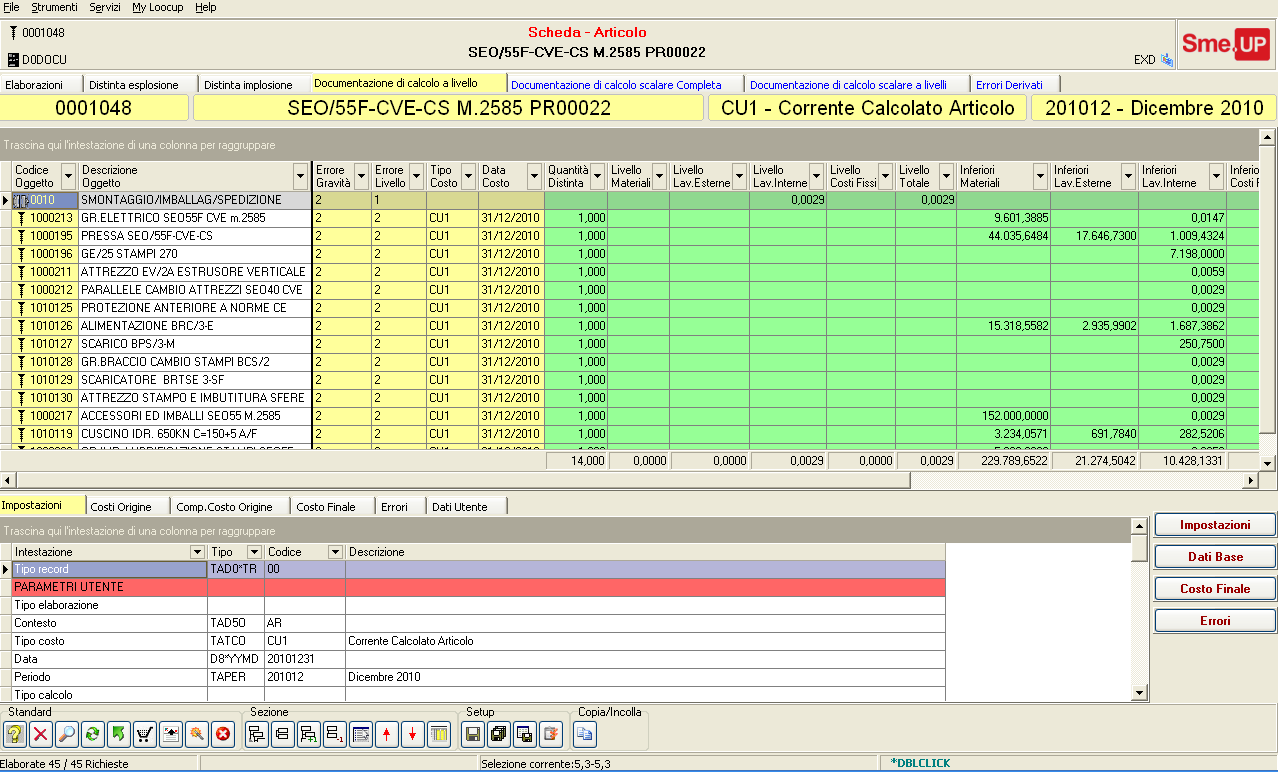 File Strumenti Servizi My Loocup Help
0001048
Scheda - Articolo
SEO/55F-CVE-CS M.2585 PR00022
DODOCU
EXD
Sme.UP
Elaborazioni Distinta esplosione Distinta implosione Documentazione di calcolo a livello Documentazione di calcolo scalare Completa Documentazione di calcolo scalare a livelli Errori Derivati
0001048 SEO/55F-CVE-CS M.2585 PR00022 CU1 - Corrente Calcolato Articolo 201012 - Dicembre 2010
Trascina qui l'intestazione di una colonna per raggruppare
Codice Oggetto Descrizione Oggetto Errore Gravità Errore Livello Tipo Costo Data Costo Quantità Distinta Livello Materiali Livello Lav.Esterne Livello Lav.Interne Livello Costi Fissi Livello Totale Inferiori Materiali Inferiori Lav.Esterne Inferiori Lav.Interne
0010 SMONTAGGIO/IMBALLAG/SPEDIZIONE 2 1 0,0029 0,0029
1000213 GR.ELETTRICO SEO55F CVE m.2585 2 2 CU1 31/12/2010 1,000 9.601,3885 0,0147
1000195 PRESSA SEO/55F-CVE-CS 2 2 CU1 31/12/2010 1,000 44.035,6484 17.646,7300 1.009,4324
1000196 GE/25 STAMPI 270 2 2 CU1 31/12/2010 1,000 7.198,0000
1000211 ATTREZZO EV/2A ESTRUSORE VERTICALE 2 2 CU1 31/12/2010 1,000 0,0059
1000212 PARALLELE CAMBIO ATTREZZI SEO40 CVE 2 2 CU1 31/12/2010 1,000 0,0029
1010125 PROTEZIONE ANTERIORE A NORME CE 2 2 CU1 31/12/2010 1,000 0,0029
1010126 ALIMENTAZIONE BRC/3-E 2 2 CU1 31/12/2010 1,000 15.318,5582 2.935,9902 1.687,3862
1010127 SCARICO BPS/3-M 2 2 CU1 31/12/2010 1,000 250,7500
1010128 GR.BRACCIO CAMBIO STAMPI BCS/2 2 2 CU1 31/12/2010 1,000 0,0029
1010129 SCARICATORE BRTSE 3-SF 2 2 CU1 31/12/2010 1,000 0,0029
1010130 ATTREZZO STAMPO E IMBUTITURA SFERE 2 2 CU1 31/12/2010 1,000 0,0029
1000217 ACCESSORI ED IMBALLI SEO55 M.2585 2 2 CU1 31/12/2010 1,000 152.000,0000 0,0029
1010119 CUSCINO IDR. 650KN C=150+5 A/F 2 2 CU1 31/12/2010 1,000 3.234,0571 691,7840 282,5206
14,000 0,0000 0,0000 0,0029 0,0000 0,0029 229.789,6522 21.274,5042 10.428,1331
Impostazioni Costi Origine Comp.Costo Origine Costo Finale Errori Dati Utente
Trascina qui l'intestazione di una colonna per raggruppare
Intestazione Tipo Codice Descrizione
Tipo record TAD0*TR 00
PARAMETRI UTENTE
Tipo elaborazione
Contesto TAD50 AR
Tipo costo TATCO CU1 Corrente Calcolato Articolo
Data D8*YYMD 20101231
Periodo TAPER 201012 Dicembre 2010
Tipo calcolo
Impostazioni
Dati Base
Costo Finale
Errori
Standard Sezione Setup Copia/Incolla
Elaborate 45 / 45 Richieste Selezione corrente:5,3-5,3 *DBLCLICK